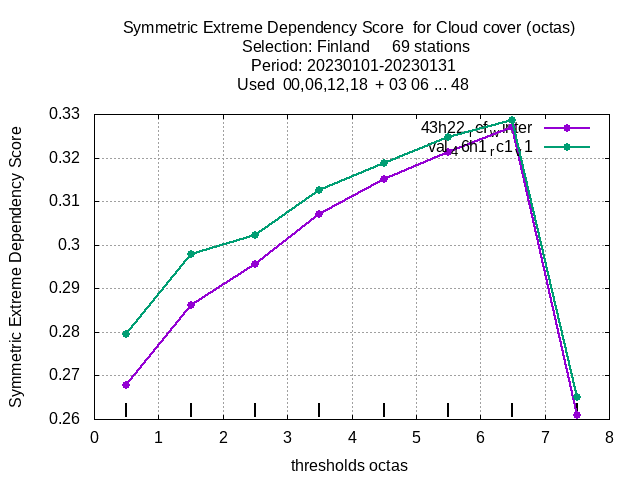 Symmetric Extreme Dependency Score for Cloud cover (octas)
Selection: Finland 69 stations
Period: 20230101-20230131
Used 00,06,12,18 + 03 06 ... 48
Symmetric Extreme Dependency Score
0.33
0.32
0.31
0.3
0.29
0.28
0.27
0.26
43h22_ref_winter
0 1 2 3 4 5 6 7 8
thresholds octas